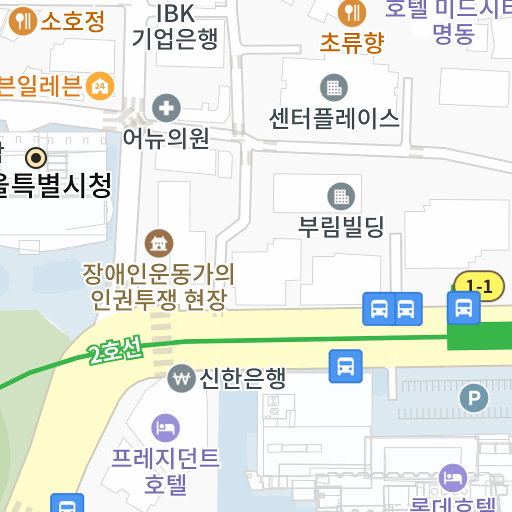 소호정
IBK
기업은행
초류향
호텔 미드시티
명동
븐일레븐
24
센터플레이스
어뉴의원
울특별시청
부림빌딩
장애인운동가의
인권투쟁 현장
1-1
2호선
신한은행
P
프레지던트
호텔
롯데호텔